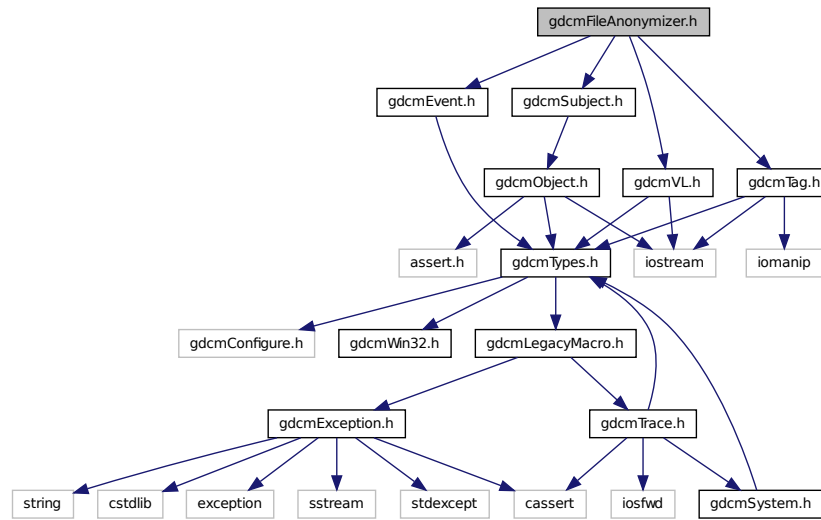 gdcmFileAnonymizer.h
gdcmEvent.h
gdcmSubject.h
gdcmObject.h
gdcmVL.h
gdcmTag.h
assert.h
gdcmTypes.h
iostream
iomanip
gdcmConfigure.h
gdcmWin32.h
gdcmLegacyMacro.h
gdcmException.h
gdcmTrace.h
string
cstdlib
exception
sstream
stdexcept
cassert
iosfwd
gdcmSystem.h